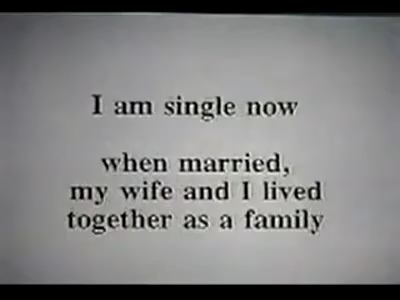 I am single now
when married,
my wife and I lived
together as a family